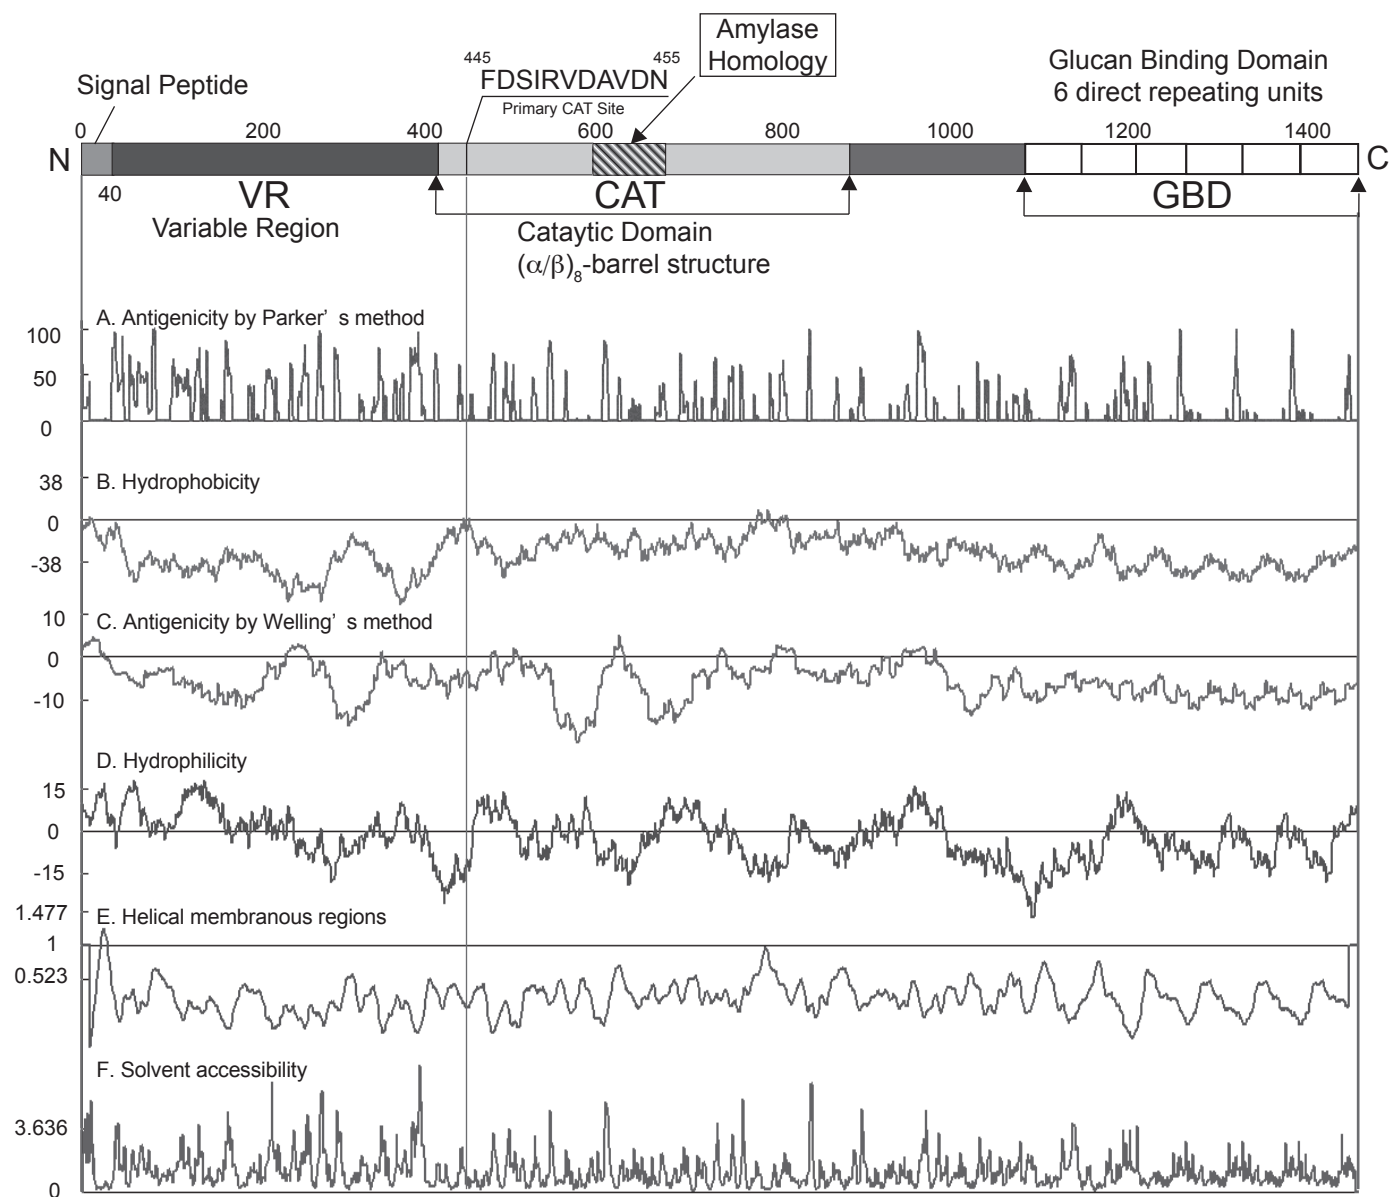 Amylase
Homology
445 455
FDSIRVDAVDN
Primary CAT Site
Signal Peptide
Glucan Binding Domain
6 direct repeating units
0 200 400 600 800 1000 1200 1400
N C
40 VR CAT GBD
Variable Region
Cataytic Domain
(α/β)8-barrel structure
A. Antigenicity by Parker’ s method
100
50
0
B. Hydrophobicity
38
0
-38
10
C. Antigenicity by Welling’ s method
0
-10
D. Hydrophilicity
15
0
-15
1.477
E. Helical membranous regions
1
0.523
F. Solvent accessibility
3.636
0